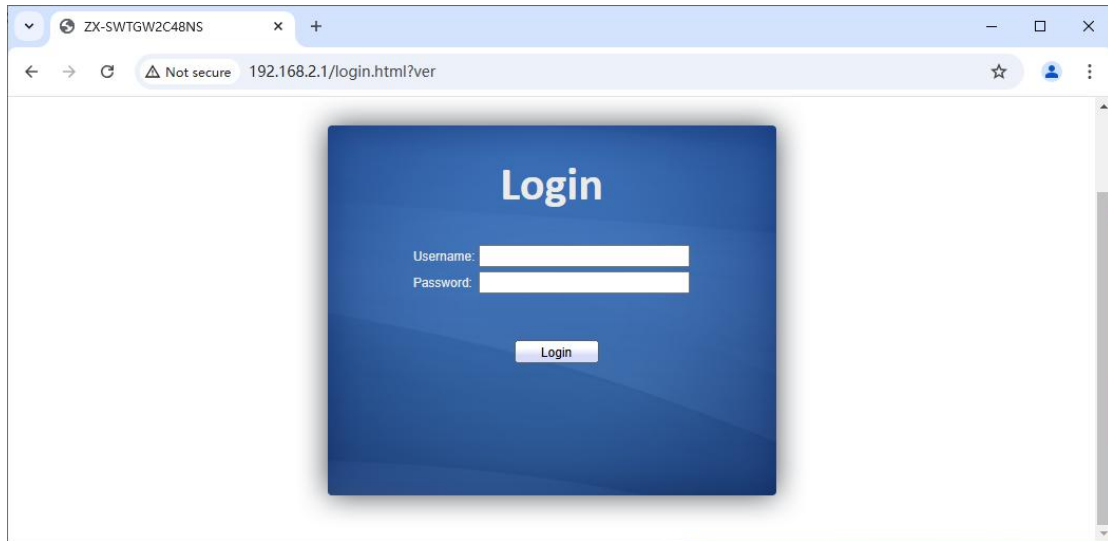 ZX-SWTGW2C48NS
Not secure 192.168.2.1/login.html?ver
Login
Username:
Password:
Login